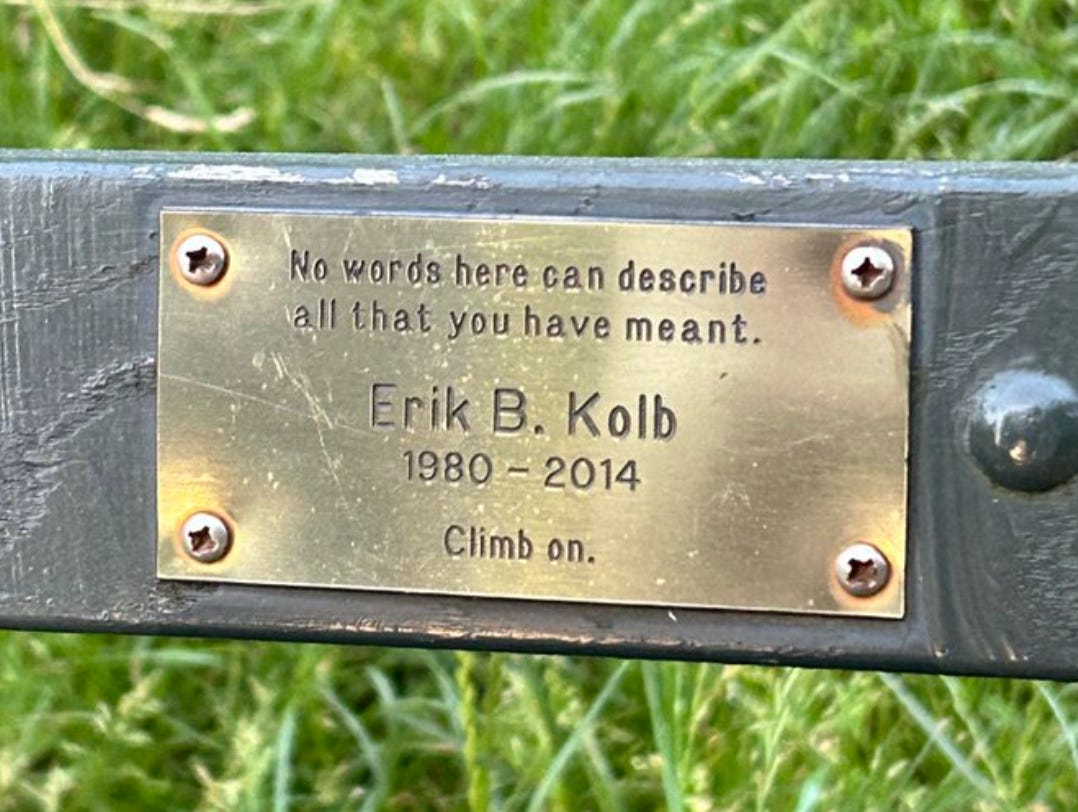 No words here can describe
all that you have meant.
Erik B. Kolb
1980 – 2014
Climb on.